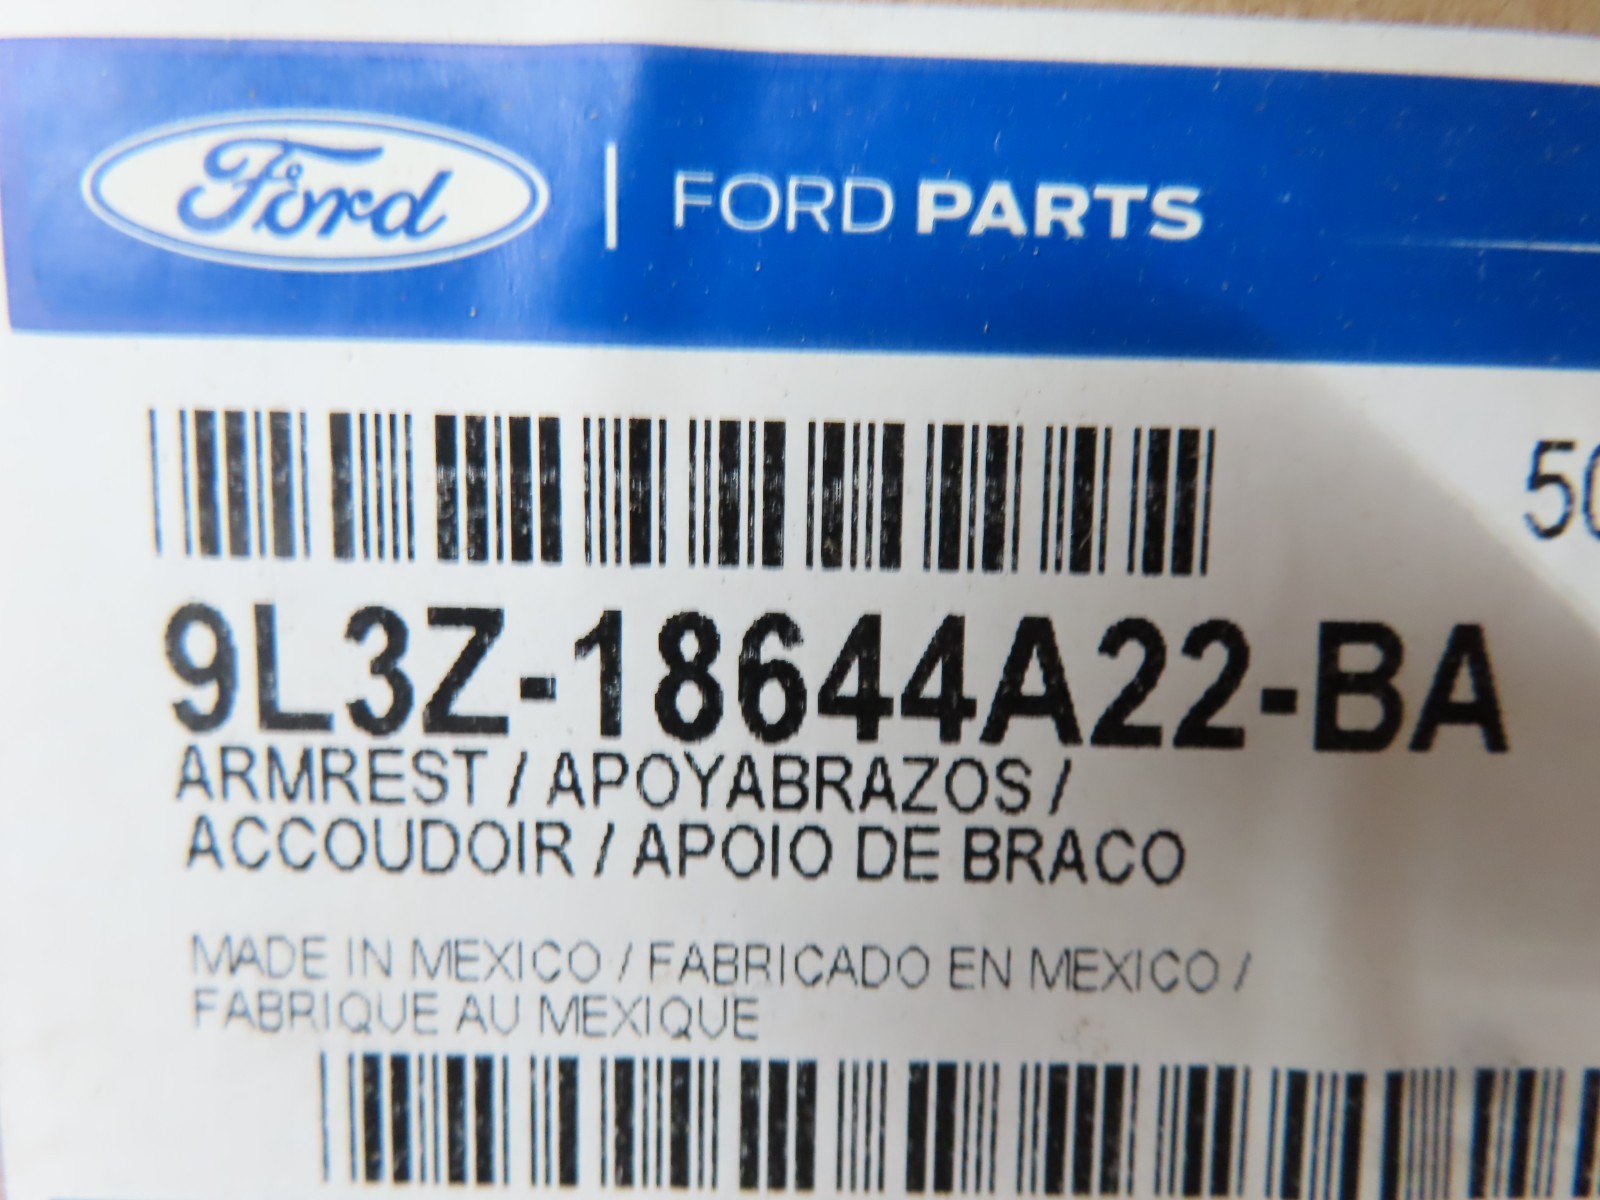 Ford | FORD PARTS
9L3Z-18644A22-BA
ARMREST / APOYABRAZOS /
ACCOUDOIR / APOIO DE BRACO
MADE IN MEXICO / FABRICADO EN MEXICO /
FABRIQUE AU MEXIQUE